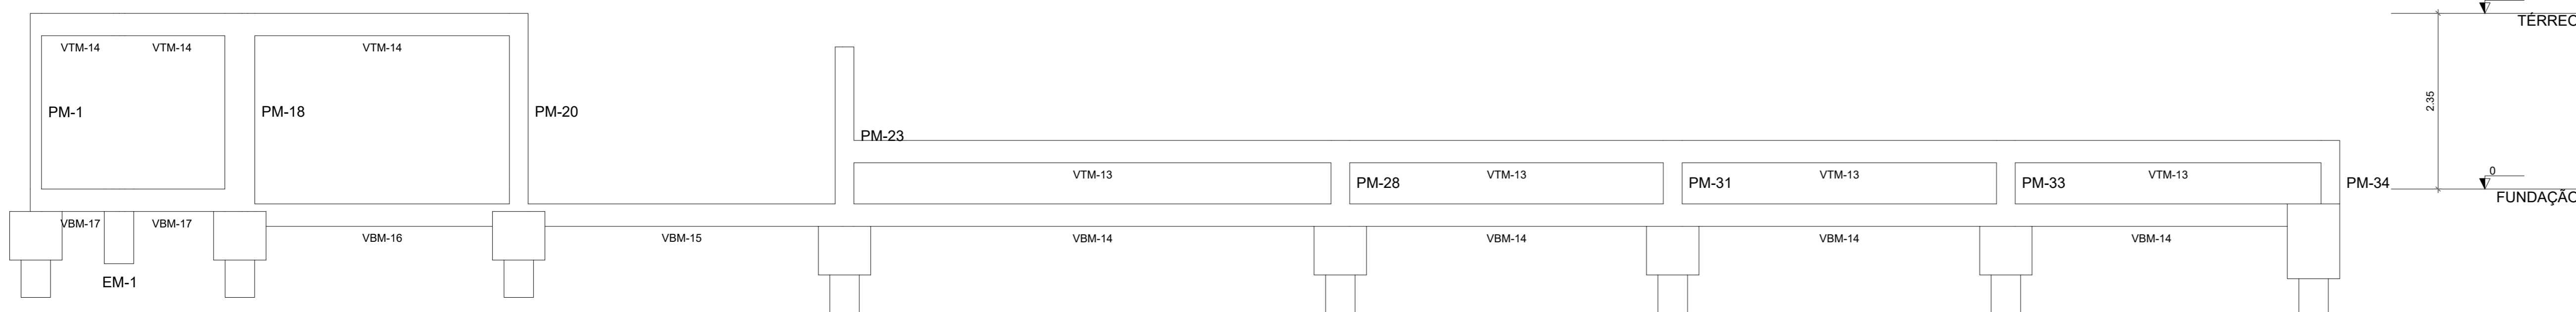 TÉRREO
VTM-14 VTM-14 VTM-14
2.35
PM-1 PM-18 PM-20
PM-23
0
VTM-13 VTM-13 VTM-13 VTM-13
PM-28 PM-31 PM-33 PM-34
FUNDAÇÃO
VBM-17 VBM-17
VBM-16 VBM-15 VBM-14 VBM-14 VBM-14 VBM-14
EM-1